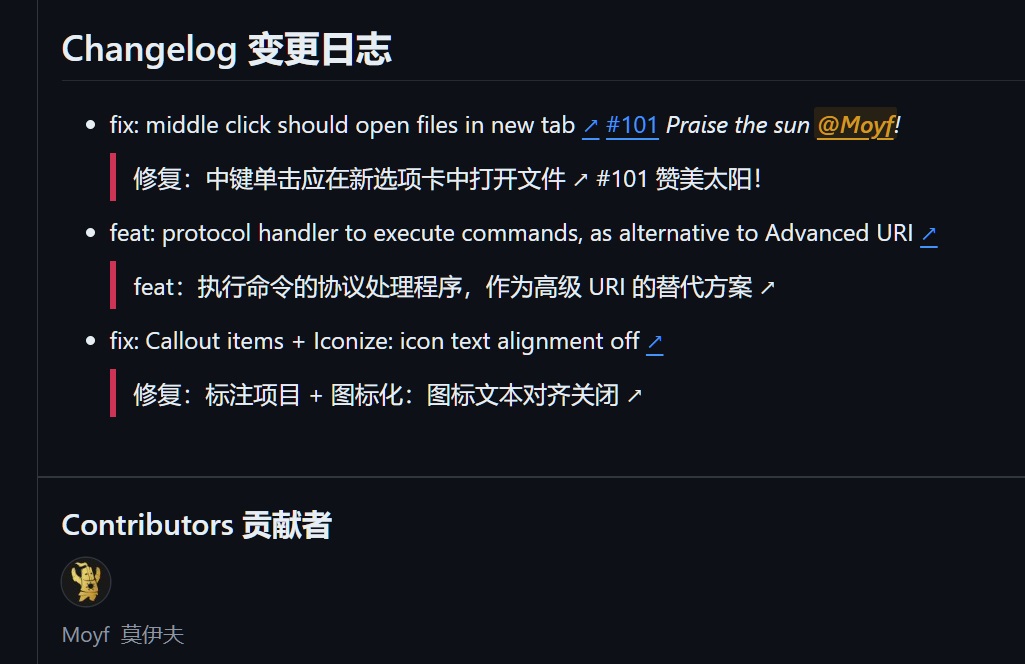 Changelog 变更日志
fix: middle click should open files in new tab ↗ #101 Praise the sun @Moyf!
修复：中键单击应在新选项卡中打开文件 ↗ #101 赞美太阳！
feat: protocol handler to execute commands, as alternative to Advanced URI ↗
feat：执行命令的协议处理程序，作为高级 URI 的替代方案 ↗
fix: Callout items + Iconize: icon text alignment off ↗
修复：标注项目 + 图标化：图标文本对齐关闭 ↗
Contributors 贡献者
Moyf 莫伊夫